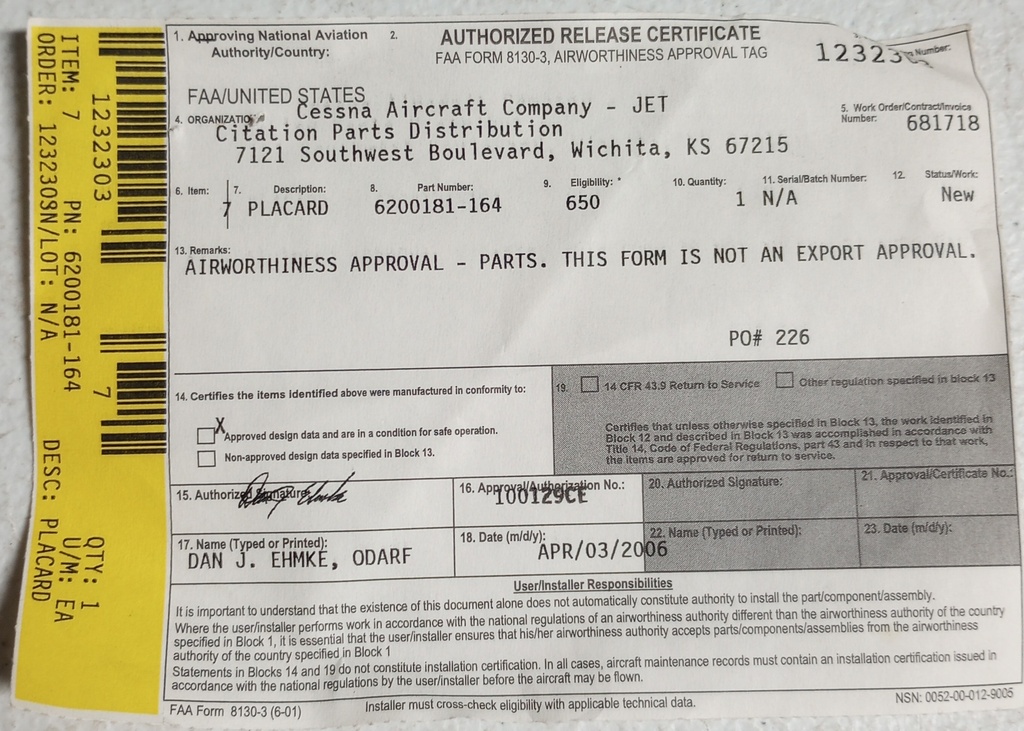 ITEM: 7 PN: 6200181-164 QTY: 1
ORDER: 123230SN/LOT: N/A U/M: EA
DESC: PLACARD
1232303 7
1. Approving National Aviation
Authority/Country:
2.
AUTHORIZED RELEASE CERTIFICATE
FAA FORM 8130-3, AIRWORTHINESS APPROVAL TAG
12323
Number:
FAA/UNITED STATES
4. ORGANIZATION
Cessna Aircraft Company - JET
Citation Parts Distribution
7121 Southwest Boulevard, Wichita, KS 67215
5. Work Order/Contract/Invoice
Number: 681718
6. Item: 7. Description: 8. Part Number: 9. Eligibility: * 10. Quantity: 11. Serial/Batch Number: 12. Status/Work:
7 PLACARD 6200181-164 650 1 N/A New
13. Remarks:
AIRWORTHINESS APPROVAL - PARTS. THIS FORM IS NOT AN EXPORT APPROVAL.
PO# 226
14. Certifies the items identified above were manufactured in conformity to:
X
Approved design data and are in a condition for safe operation.
Non-approved design data specified in Block 13.
19. 14 CFR 43.9 Return to Service Other regulation specified in block 13
Certifies that unless otherwise specified in Block 13, the work identified in
Block 12 and described in Block 13 was accomplished in accordance with
Title 14, Code of Federal Regulations, part 43 and in respect to that work,
the items are approved for return to service.
15. Authorized Signature:
16. Approval/Authorization No.:
100129CE
20. Authorized Signature:
21. Approval/Certificate No.:
17. Name (Typed or Printed):
DAN J. EHMKE, ODARF
18. Date (m/d/y):
APR/03/2006
22. Name (Typed or Printed):
23. Date (m/d/y):
User/Installer Responsibilities
It is important to understand that the existence of this document alone does not automatically constitute authority to install the part/component/assembly.
Where the user/installer performs work in accordance with the national regulations of an airworthiness authority different than the airworthiness authority of the country
specified in Block 1, it is essential that the user/installer ensures that his/her airworthiness authority accepts parts/components/assemblies from the airworthiness
authority of the country specified in Block 1
Statements in Blocks 14 and 19 do not constitute installation certification. In all cases, aircraft maintenance records must contain an installation certification issued in
accordance with the national regulations by the user/installer before the aircraft may be flown.
FAA Form 8130-3 (6-01)
Installer must cross-check eligibility with applicable technical data.
NSN: 0052-00-012-9005